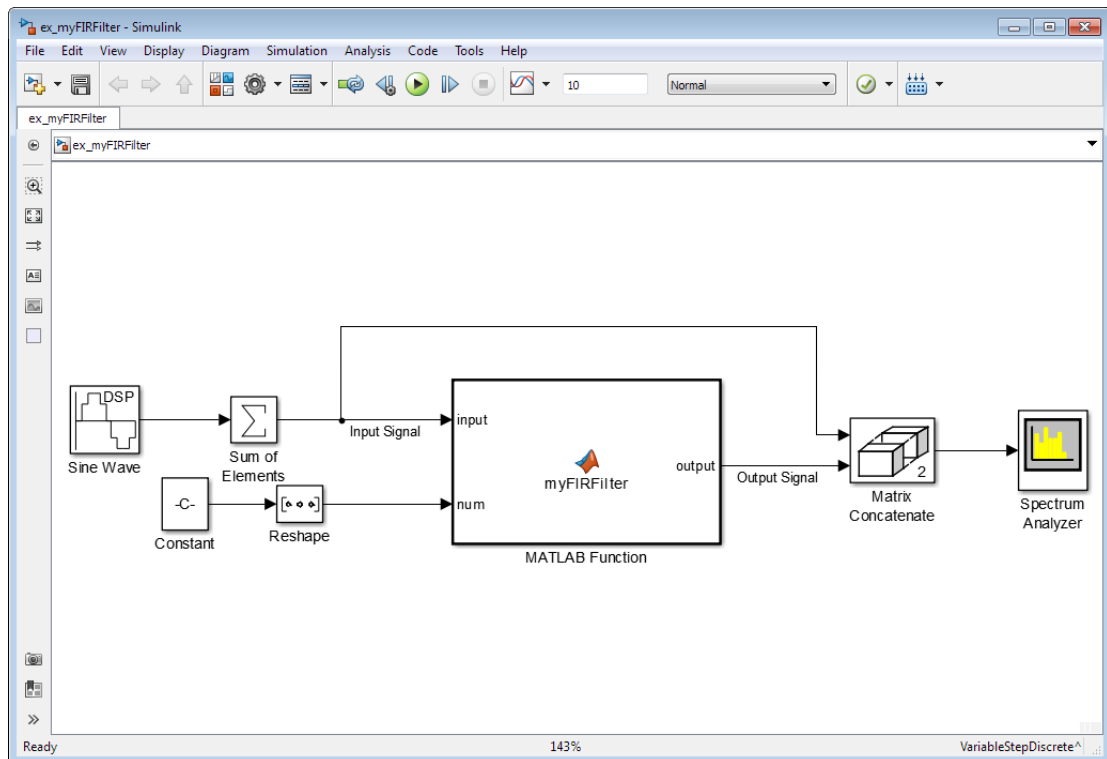 ex_myFIRFilter - Simulink
File Edit View Display Diagram Simulation Analysis Code Tools Help
10 Normal
ex_myFIRFilter
ex_myFIRFilter
DSP
Sine Wave
Sum of
Elements
Input Signal
input
-C-
Constant
Reshape
num
myFIRFilter
output
MATLAB Function
Output Signal
2
Matrix
Concatenate
Spectrum
Analyzer
Ready 143% VariableStepDiscrete^